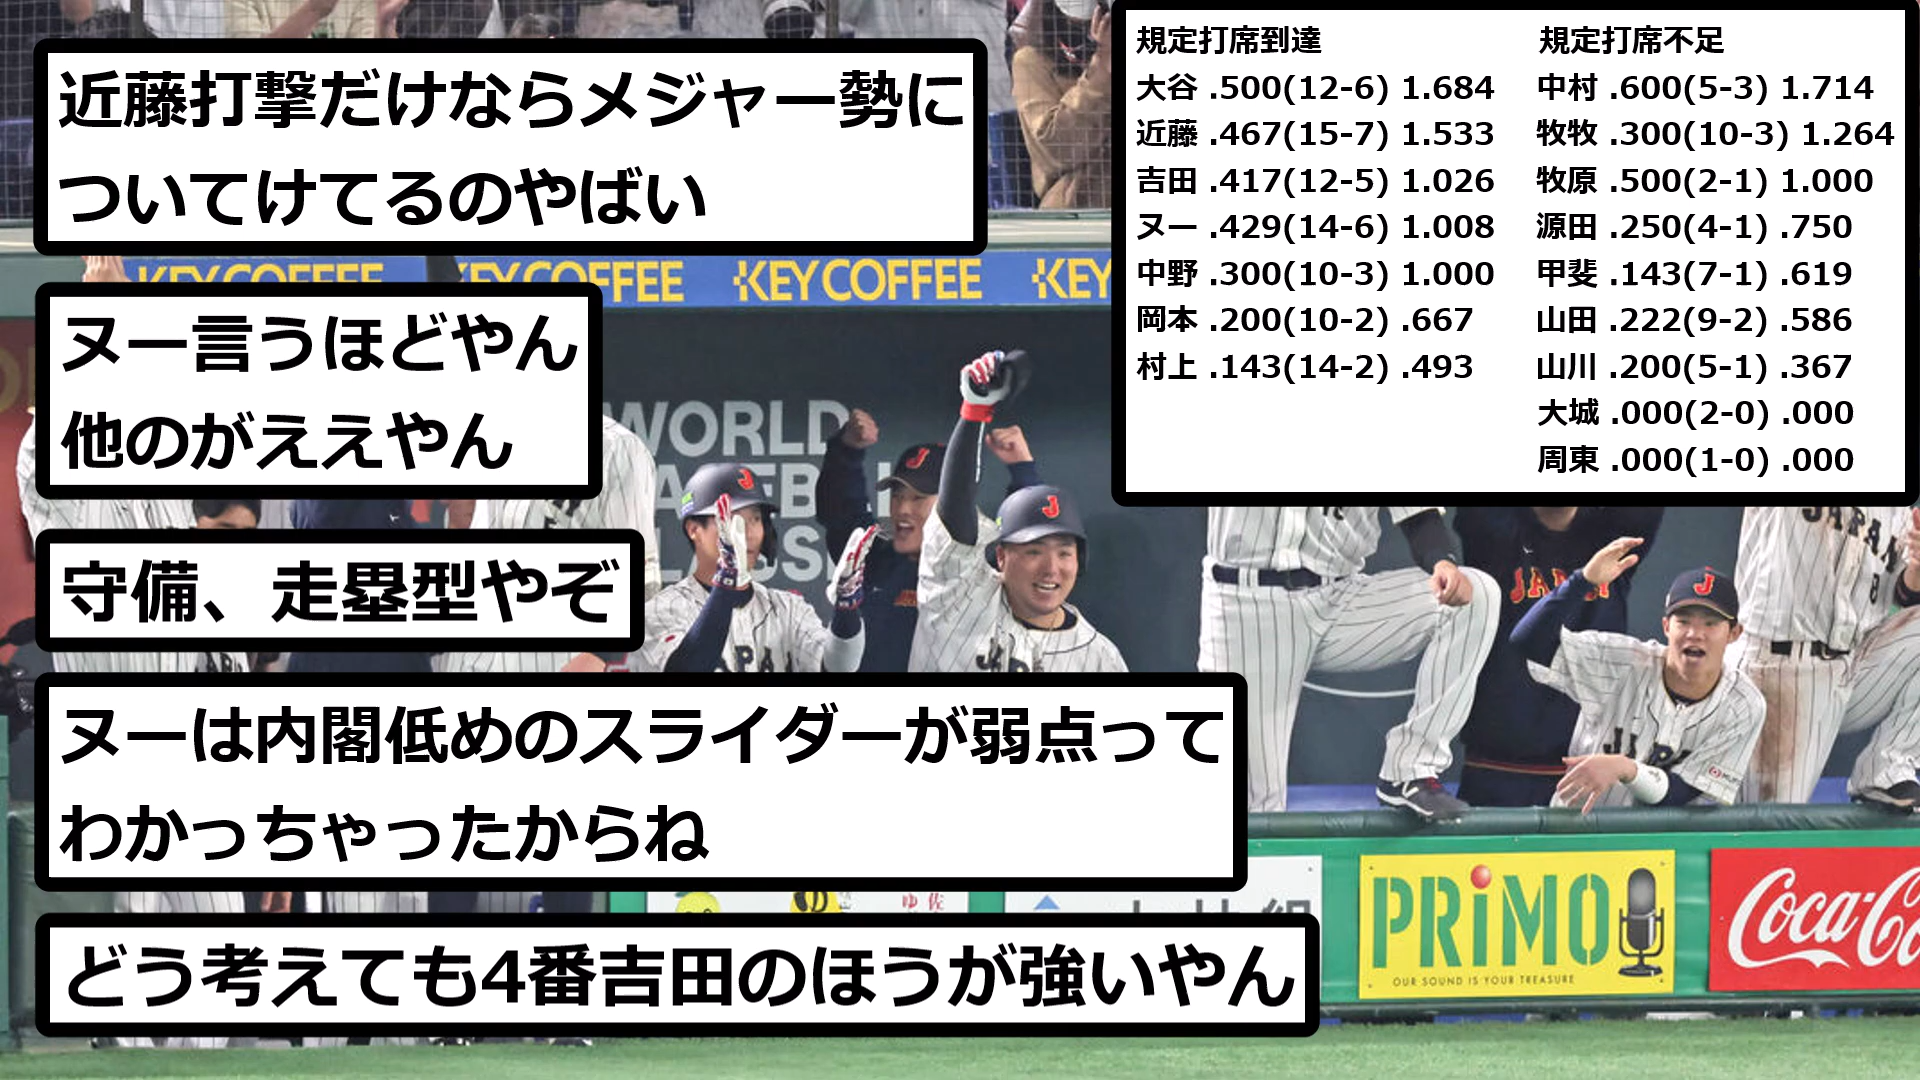 近藤打撃だけならメジャー勢に
ついてけてるのやばい
ヌー言うほどやん
他のがええやん
守備、走塁型やぞ
ヌーは内閣低めのスライダーが弱点って
わかっちゃったからね
どう考えても4番吉田のほうが強いやん
規定打席到達
大谷 .500(12-6) 1.684
近藤 .467(15-7) 1.533
吉田 .417(12-5) 1.026
ヌー .429(14-6) 1.008
中野 .300(10-3) 1.000
岡本 .200(10-2) .667
村上 .143(14-2) .493
規定打席不足
中村 .600(5-3) 1.714
牧牧 .300(10-3) 1.264
牧原 .500(2-1) 1.000
源田 .250(4-1) .750
甲斐 .143(7-1) .619
山田 .222(9-2) .586
山川 .200(5-1) .367
大城 .000(2-0) .000
周東 .000(1-0) .000
KEY COFFEE
KEY COFFEE
KEY COFFEE
KEY
WORLD
JAPAN
JAPAN
PRiMO
OUR SOUND IS YOUR TREASURE
Coca-Co